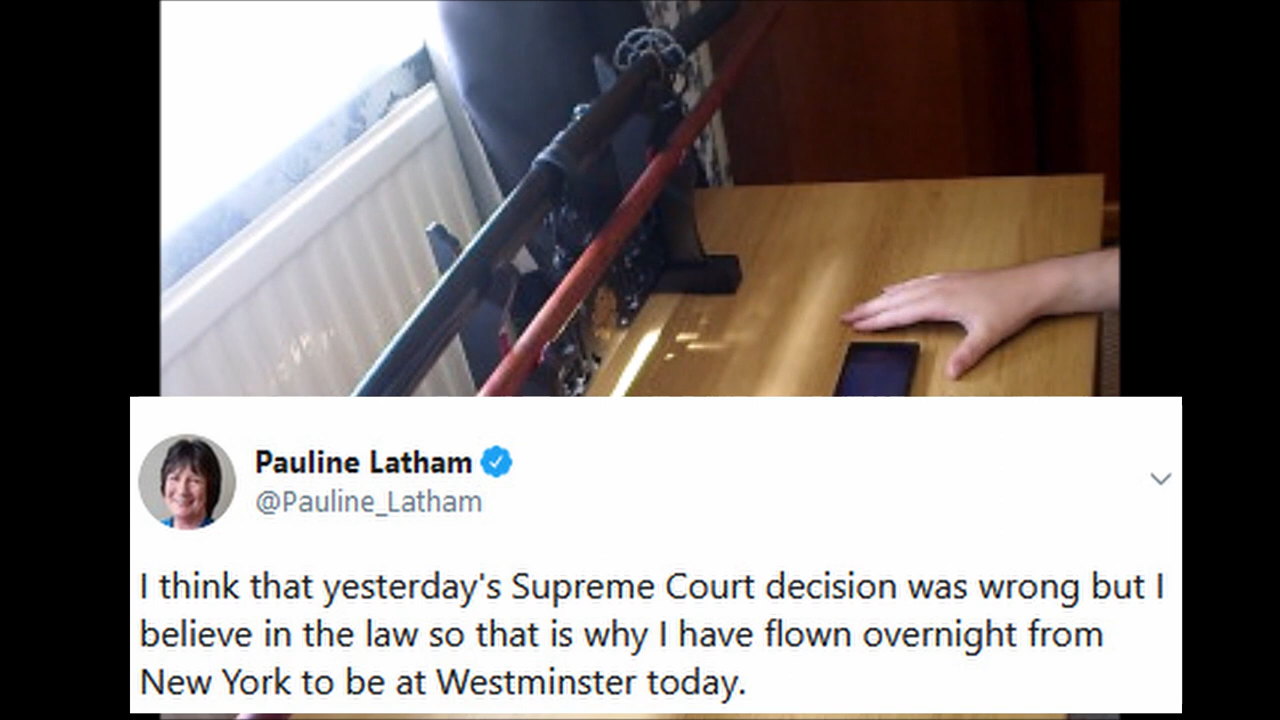 Pauline Latham
@Pauline_Latham
I think that yesterday's Supreme Court decision was wrong but I
believe in the law so that is why I have flown overnight from
New York to be at Westminster today.